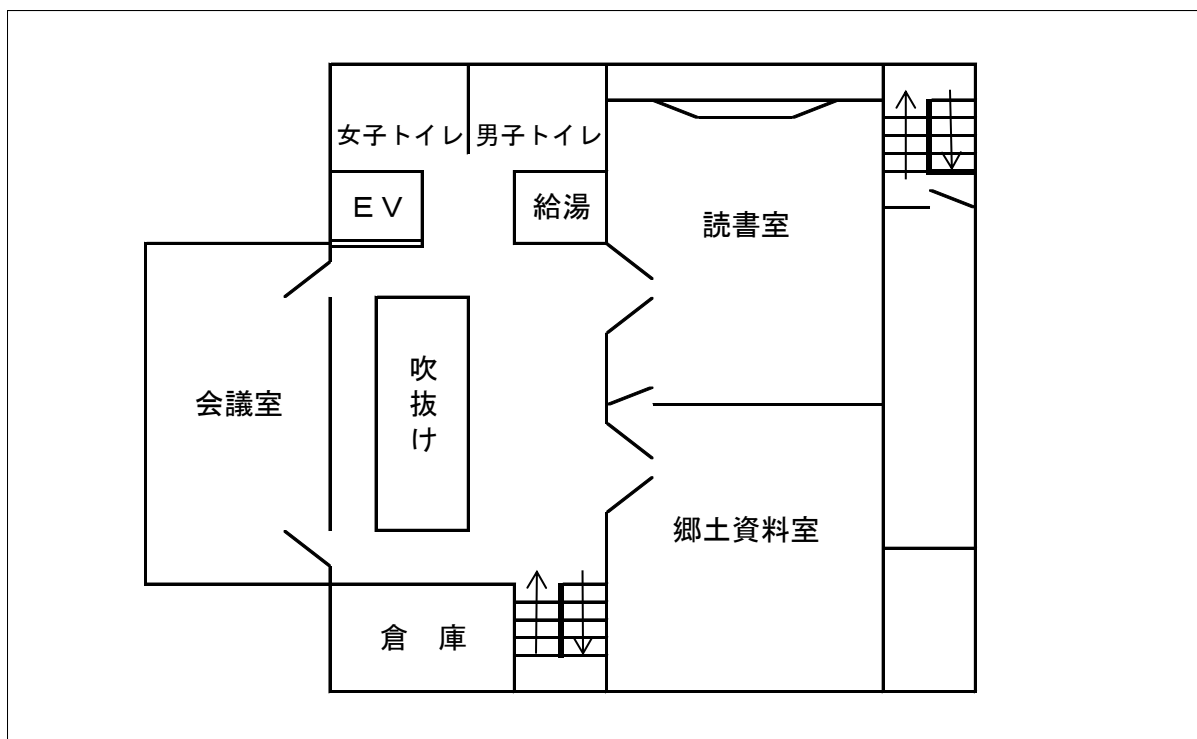 女子トイレ
男子トイレ
ＥＶ
給湯
読書室
会議室
吹抜け
郷土資料室
倉　庫